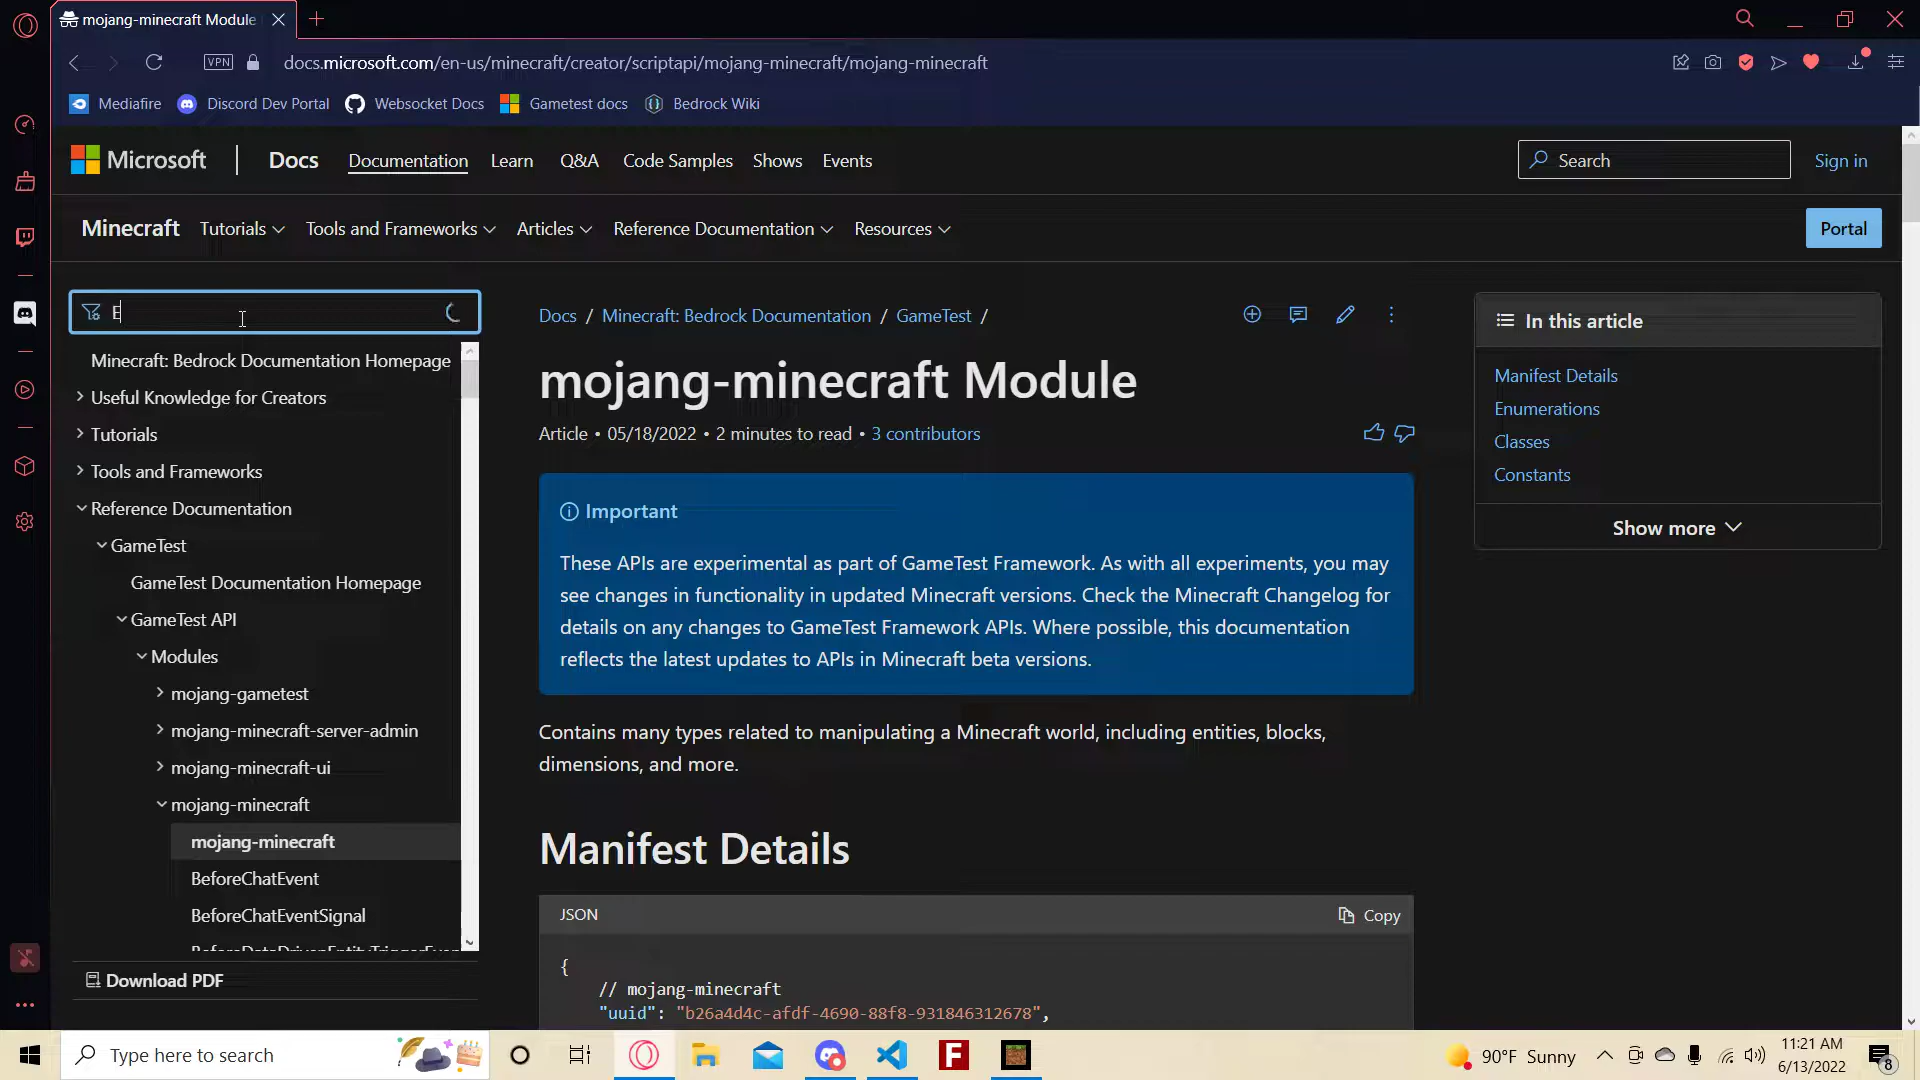 mojang-minecraft Module
VPN
docs.microsoft.com/en-us/minecraft/creator/scriptapi/mojang-minecraft/mojang-minecraft
Mediafire
Discord Dev Portal
Websocket Docs
Gametest docs
Bedrock Wiki
Microsoft
Docs
Documentation
Learn
Q&A
Code Samples
Shows
Events
Search
Sign in
Minecraft
Tutorials
Tools and Frameworks
Articles
Reference Documentation
Resources
Portal
E
Minecraft: Bedrock Documentation Homepage
Useful Knowledge for Creators
Tutorials
Tools and Frameworks
Reference Documentation
GameTest
GameTest Documentation Homepage
GameTest API
Modules
mojang-gametest
mojang-minecraft-server-admin
mojang-minecraft-ui
mojang-minecraft
mojang-minecraft
BeforeChatEvent
BeforeChatEventSignal
Download PDF
Docs / Minecraft: Bedrock Documentation / GameTest /
mojang-minecraft Module
Article • 05/18/2022 • 2 minutes to read • 3 contributors
Important
These APIs are experimental as part of GameTest Framework. As with all experiments, you may
see changes in functionality in updated Minecraft versions. Check the Minecraft Changelog for
details on any changes to GameTest Framework APIs. Where possible, this documentation
reflects the latest updates to APIs in Minecraft beta versions.
Contains many types related to manipulating a Minecraft world, including entities, blocks,
dimensions, and more.
Manifest Details
JSON
Copy
{
// mojang-minecraft
"uuid": "b26a4d4c-afdf-4690-88f8-931846312678",
In this article
Manifest Details
Enumerations
Classes
Constants
Show more
Type here to search
F
90°F Sunny
11:21 AM
6/13/2022
8